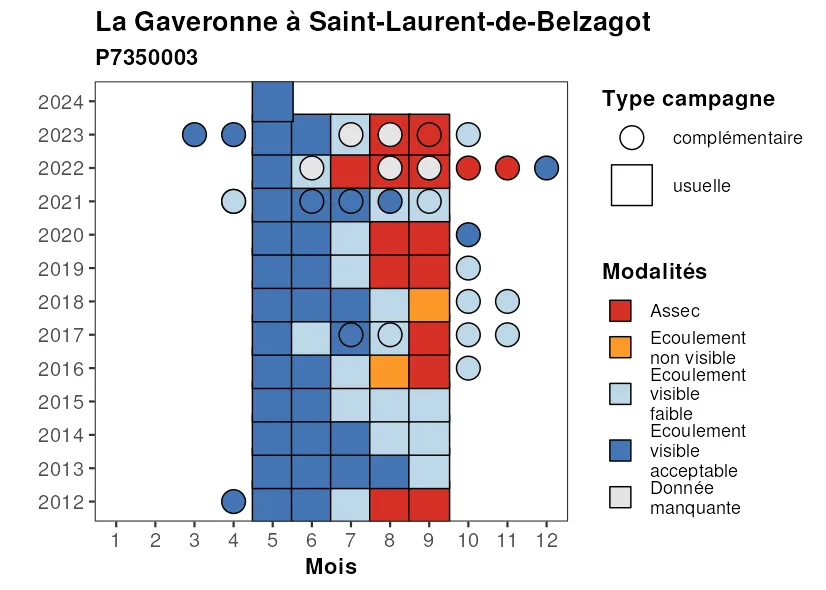 La Gaveronne à Saint-Laurent-de-Belzagot
P7350003
2024
2023
2022
2021
2020
2019
2018
2017
2016
2015
2014
2013
2012
1 2 3 4 5 6 7 8 9 10 11 12
Mois
Type campagne
complémentaire
usuelle
Modalités
Assec
Ecoulement
non visible
Ecoulement
visible
faible
Ecoulement
visible
acceptable
Donnée
manquante